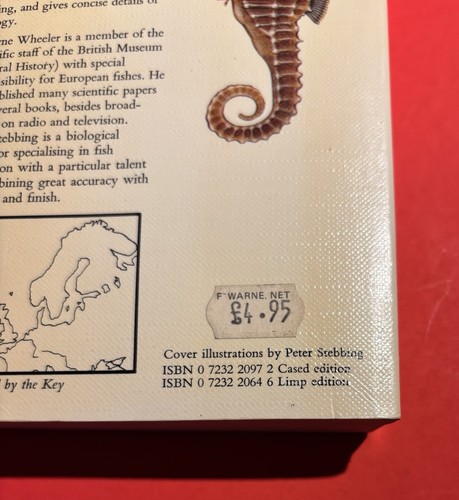 ing, and gives concise details of
ogy.
ne Wheeler is a member of the
ific staff of the British Museum
ral History) with special
sibility for European fishes. He
blished many scientific papers
veral books, besides broad-
on radio and television.
tebbing is a biological
or specialising in fish
on with a particular talent
bining great accuracy with
and finish.
F WARNE. NET
£4.95
Cover illustrations by Peter Stebbing
by the Key
ISBN 0 7232 2097 2 Cased edition
ISBN 0 7232 2064 6 Limp edition